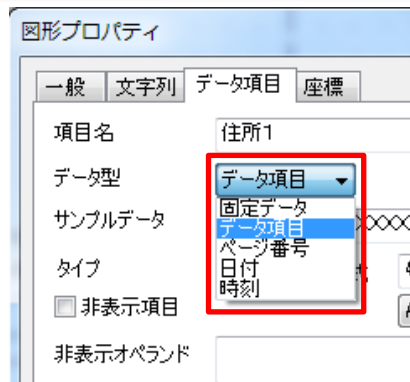 図形プロパティ
一般 文字列 データ項目 座標
項目名 住所1
データ型 データ項目
サンプルデータ XXXX
固定データ
データ項目
ページ番号
日付
時刻
タイプ
非表示項目
非表示オペランド